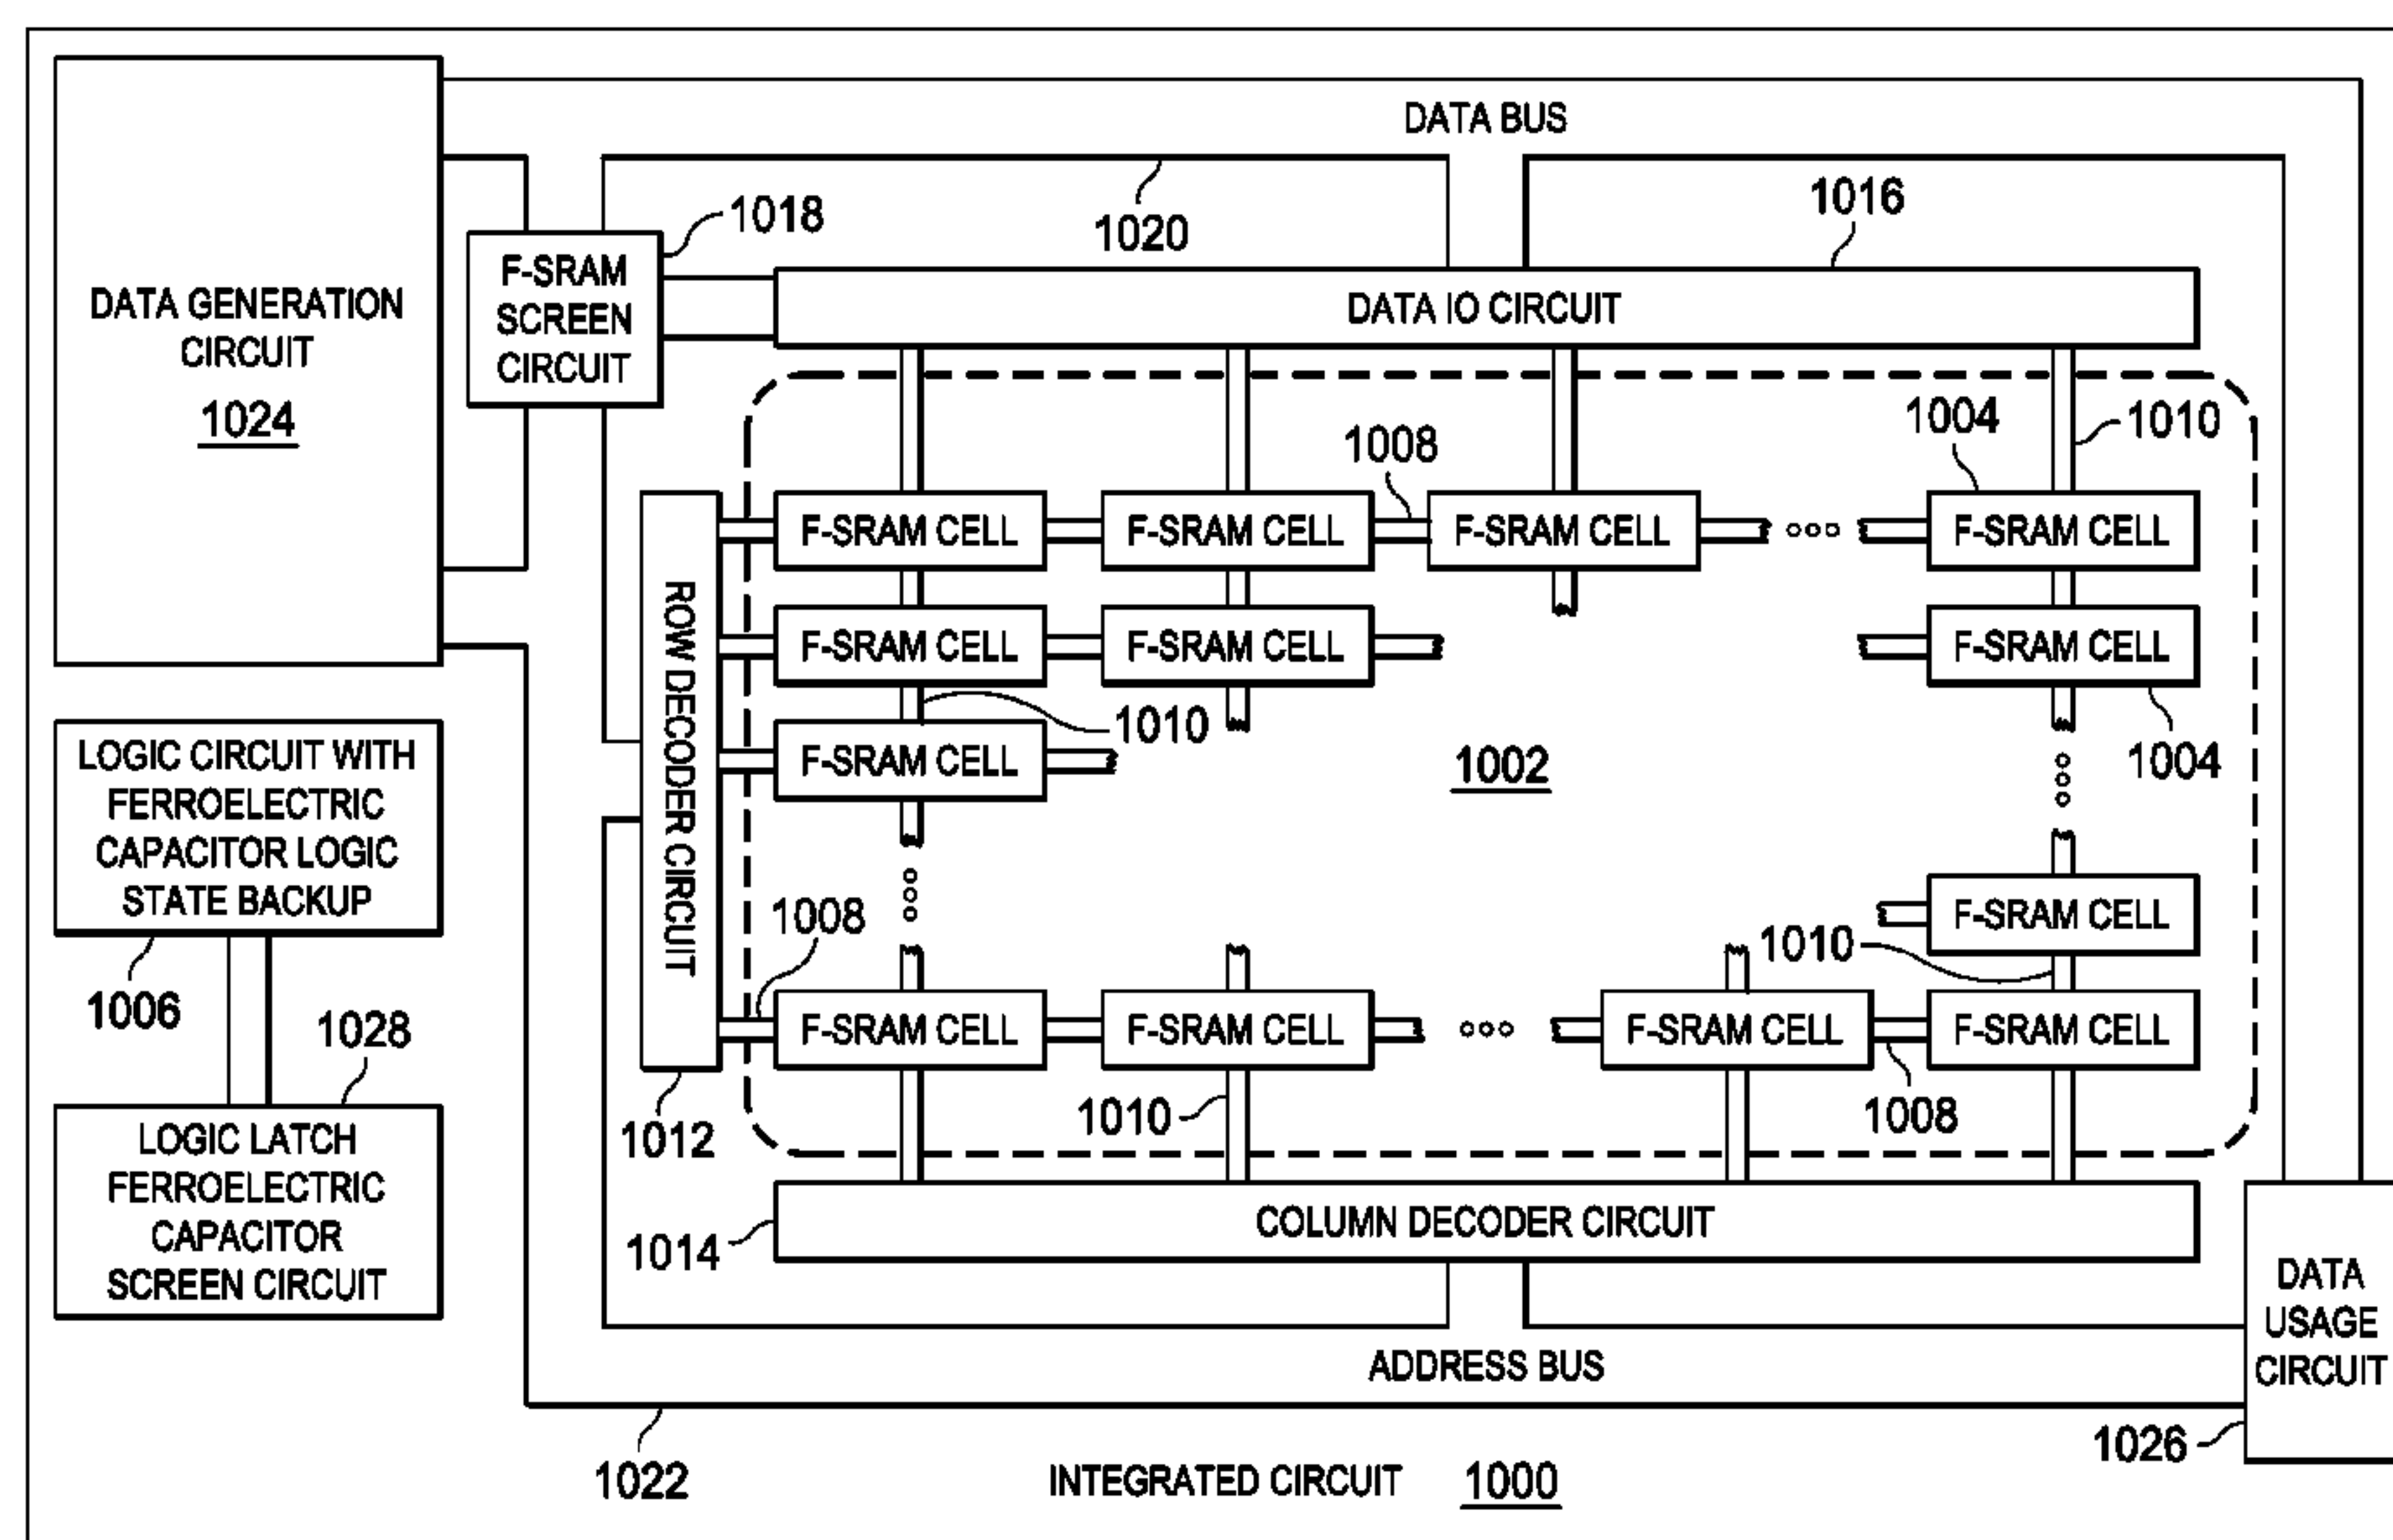 DATA BUS
DATA GENERATION
CIRCUIT
1024
1018
F-SRAM
SCREEN
CIRCUIT
1020
1016
DATA IO CIRCUIT
1008
1004
1010
F-SRAM CELL
F-SRAM CELL
F-SRAM CELL
F-SRAM CELL
F-SRAM CELL
F-SRAM CELL
F-SRAM CELL
ROW DECODER CIRCUIT
1010
F-SRAM CELL
1002
1004
LOGIC CIRCUIT WITH
FERROELECTRIC
CAPACITOR LOGIC
STATE BACKUP
1006
1008
F-SRAM CELL
1010
F-SRAM CELL
F-SRAM CELL
F-SRAM CELL
F-SRAM CELL
1028
LOGIC LATCH
FERROELECTRIC
CAPACITOR
SCREEN CIRCUIT
1012
1010
1008
1014
COLUMN DECODER CIRCUIT
DATA
USAGE
CIRCUIT
ADDRESS BUS
1026
1022
INTEGRATED CIRCUIT 1000